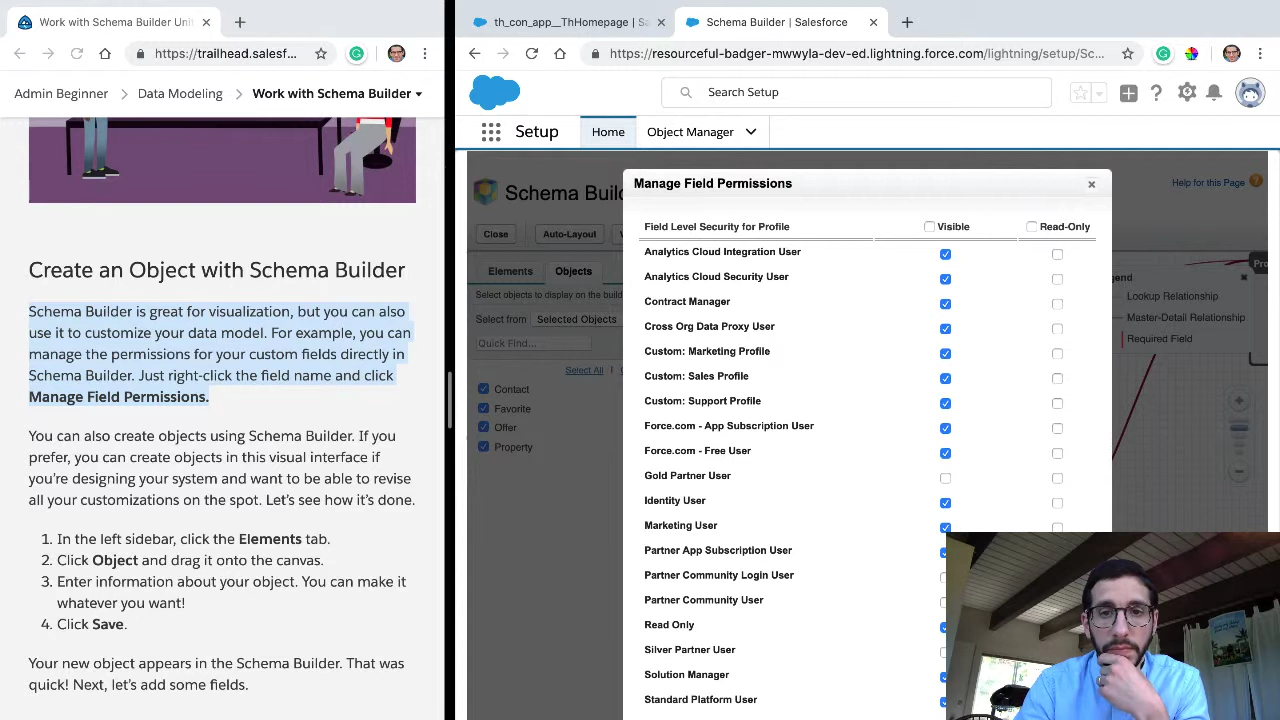 Work with Schema Builder Uni
https://trailhead.salesf...
Admin Beginner
Data Modeling
Work with Schema Builder
Create an Object with Schema Builder
Schema Builder is great for visualization, but you can also
use it to customize your data model. For example, you can
manage the permissions for your custom fields directly in
Schema Builder. Just right-click the field name and click
Manage Field Permissions.
You can also create objects using Schema Builder. If you
prefer, you can create objects in this visual interface if
you're designing your system and want to be able to revise
all your customizations on the spot. Let's see how it's done.
1. In the left sidebar, click the Elements tab.
2. Click Object and drag it onto the canvas.
3. Enter information about your object. You can make it
whatever you want!
4. Click Save.
Your new object appears in the Schema Builder. That was
quick! Next, let's add some fields.
th_con_app__ThHomepage | Sa
Schema Builder | Salesforce
https://resourceful-badger-mwwyla-dev-ed.lightning.force.com/lightning/setup/Sc...
Search Setup
Setup
Home
Object Manager
Schema Buil
Help for this Page
Close
Auto-Layout
Elements
Objects
Select objects to display on the build
Select from
Selected Objects
Quick Find...
Select All
Contact
Favorite
Offer
Property
Manage Field Permissions
Field Level Security for Profile
Visible
Read-Only
Analytics Cloud Integration User
Analytics Cloud Security User
Contract Manager
Cross Org Data Proxy User
Custom: Marketing Profile
Custom: Sales Profile
Custom: Support Profile
Force.com - App Subscription User
Force.com - Free User
Gold Partner User
Identity User
Marketing User
Partner App Subscription User
Partner Community Login User
Partner Community User
Read Only
Silver Partner User
Solution Manager
Standard Platform User
Pro
gend
Lookup Relationship
Master-Detail Relationship
Required Field